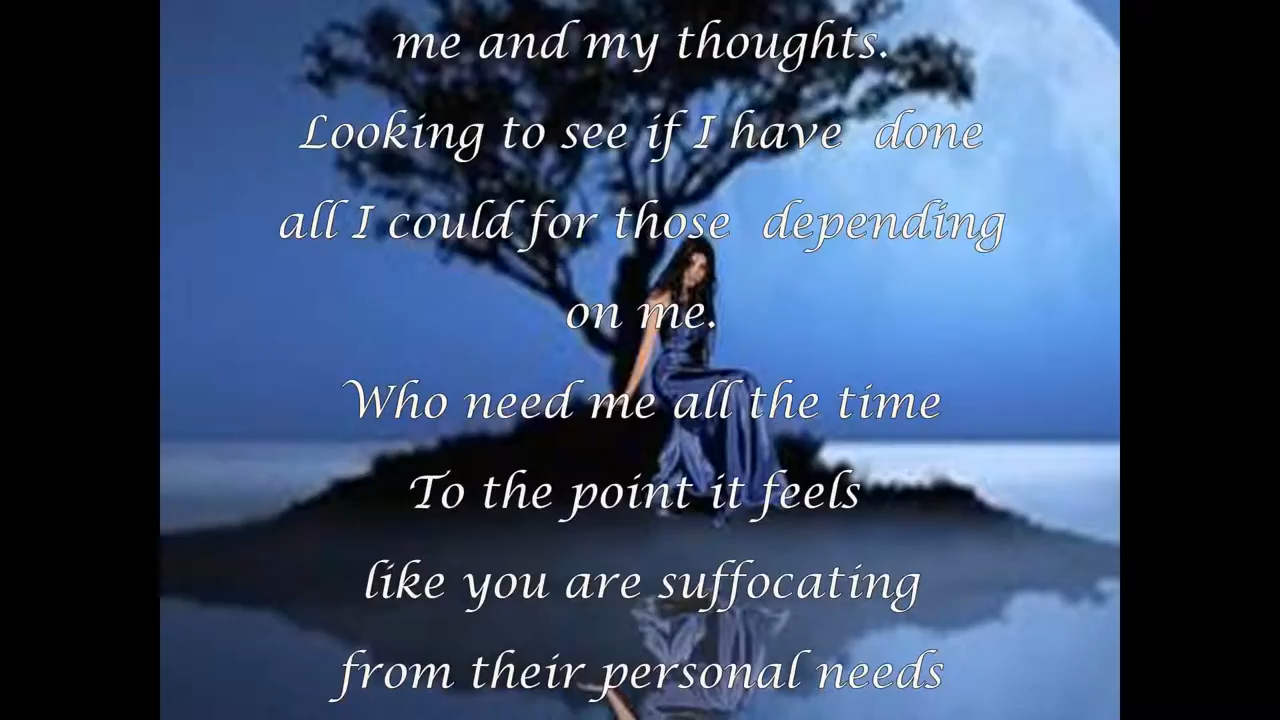 me and my thoughts.
Looking to see if I have done
all I could for those depending
on me.
Who need me all the time
To the point it feels
like you are suffocating
from their personal needs